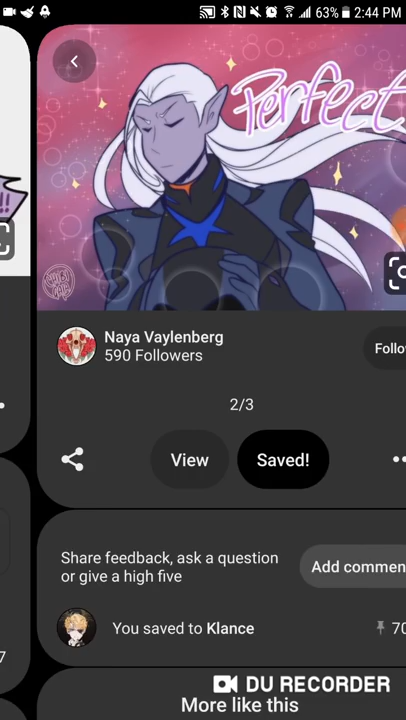 63% 2:44 PM
Perfect
!!
Naya Vaylenberg
590 Followers
Follo
2/3
View
Saved!
Share feedback, ask a question
or give a high five
Add commen
You saved to Klance
70
7
DU RECORDER
More like this